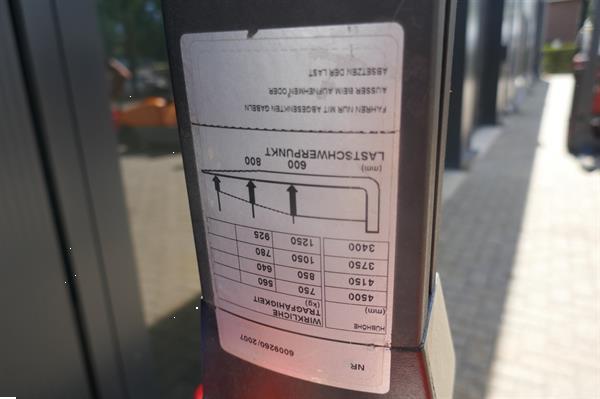 NR. 6009260/2007
HUBHÖHE
(mm)
WIRKLICHE
TRAGFÄHIGKEIT
(kg)
4500 750 560
4150 850 640
3750 1050 780
3400 1250 925
(mm) 600 800
LASTSCHWERPUNKT
FAHREN NUR MIT ABGESENKTEN GABELN
AUSSER BEIM AUFNEHMEN ODER
ABSETZEN DER LAST